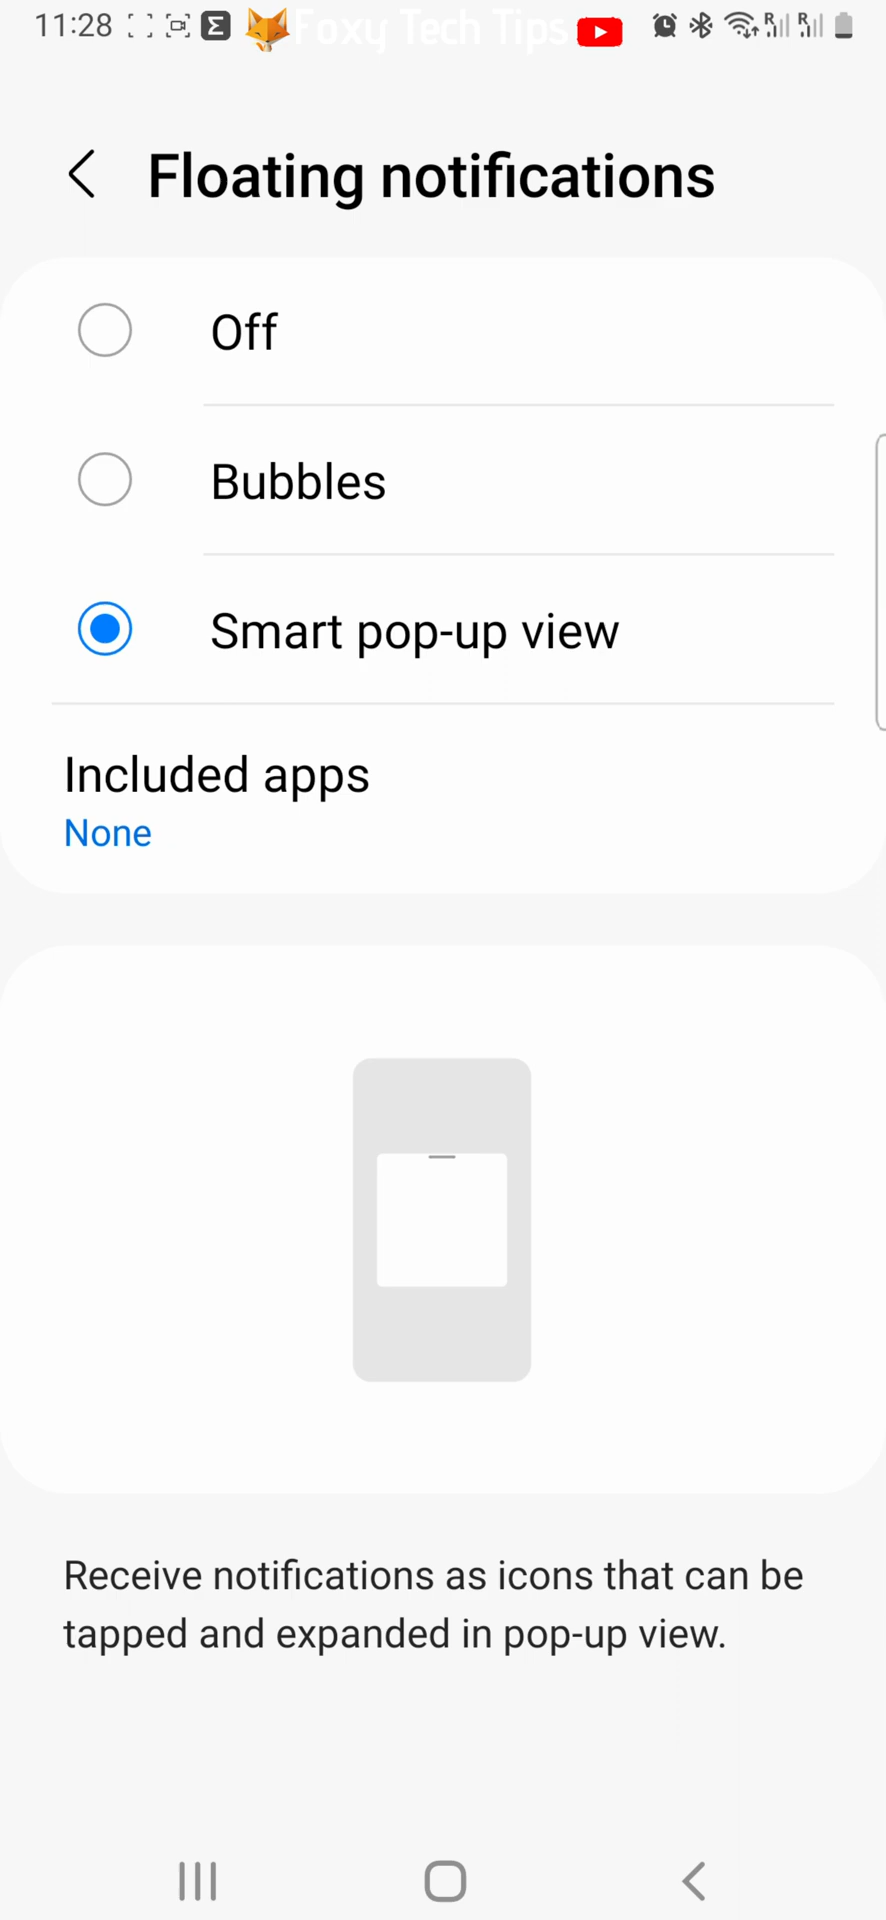 11:28 Foxy Tech Tips
Floating notifications
Off
Bubbles
Smart pop-up view
Included apps
None
Receive notifications as icons that can be
tapped and expanded in pop-up view.